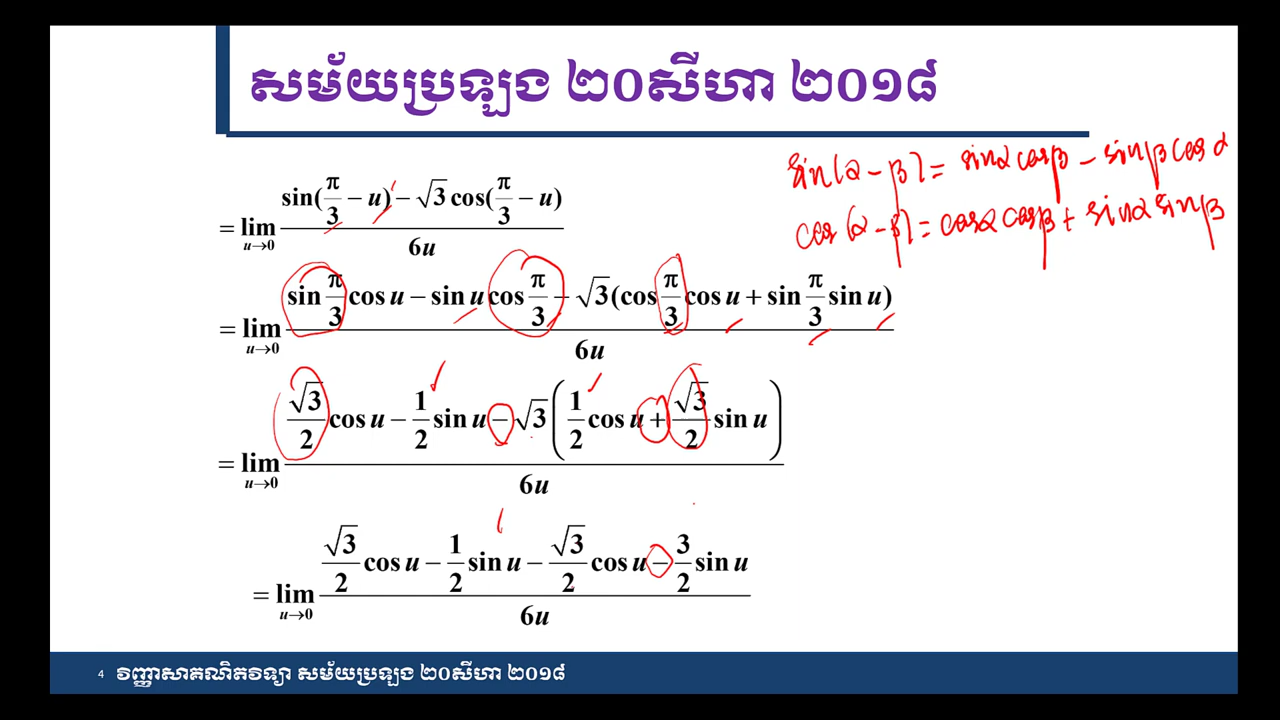 សម័យប្រឡង ២០សីហា ២០១៨
sin(α − β) = sinα cosβ − sinβ cosα
cos(α − β) = cosα cosβ + sinα sinβ
= lim u→0 (sin(π/3 − u) − √3 cos(π/3 − u)) / 6u
= lim u→0 (sin π/3 cos u − sin u cos π/3 − √3(cos π/3 cos u + sin π/3 sin u)) / 6u
= lim u→0 (√3/2 cos u − 1/2 sin u − √3(1/2 cos u + √3/2 sin u)) / 6u
= lim u→0 (√3/2 cos u − 1/2 sin u − √3/2 cos u − 3/2 sin u) / 6u
4 វិញ្ញាសាគណិតវិទ្យា សម័យប្រឡង ២០សីហា ២០១៨